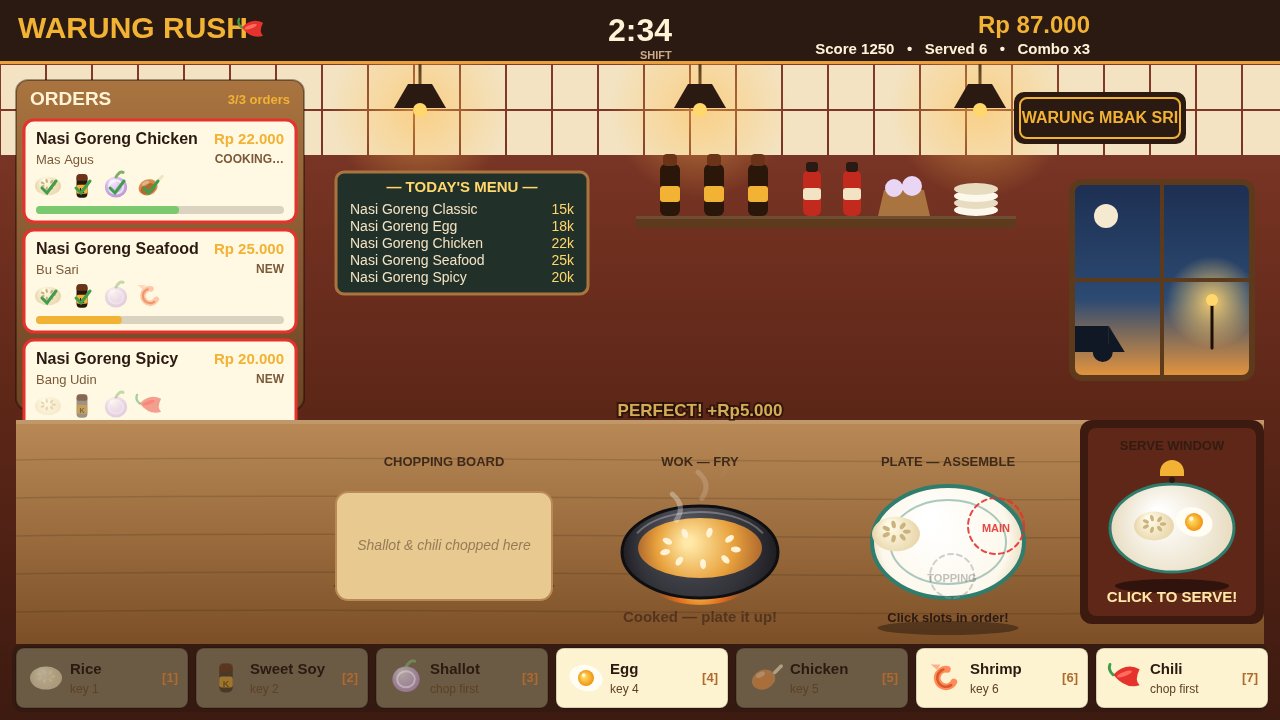 WARUNG RUSH
2:34
SHIFT
Rp 87.000
Score 1250 • Served 6 • Combo x3
ORDERS
3/3 orders
Nasi Goreng Chicken Rp 22.000
Mas Agus COOKING...
Nasi Goreng Seafood Rp 25.000
Bu Sari NEW
Nasi Goreng Spicy Rp 20.000
Bang Udin NEW
K
— TODAY'S MENU —
Nasi Goreng Classic 15k
Nasi Goreng Egg 18k
Nasi Goreng Chicken 22k
Nasi Goreng Seafood 25k
Nasi Goreng Spicy 20k
WARUNG MBAK SRI
PERFECT! +Rp5.000
CHOPPING BOARD
Shallot & chili chopped here
WOK — FRY
Cooked — plate it up!
PLATE — ASSEMBLE
MAIN
TOPPING
Click slots in order!
SERVE WINDOW
CLICK TO SERVE!
Rice [1]
key 1
K
Sweet Soy [2]
key 2
Shallot [3]
chop first
Egg [4]
key 4
Chicken [5]
key 5
Shrimp [6]
key 6
Chili [7]
chop first